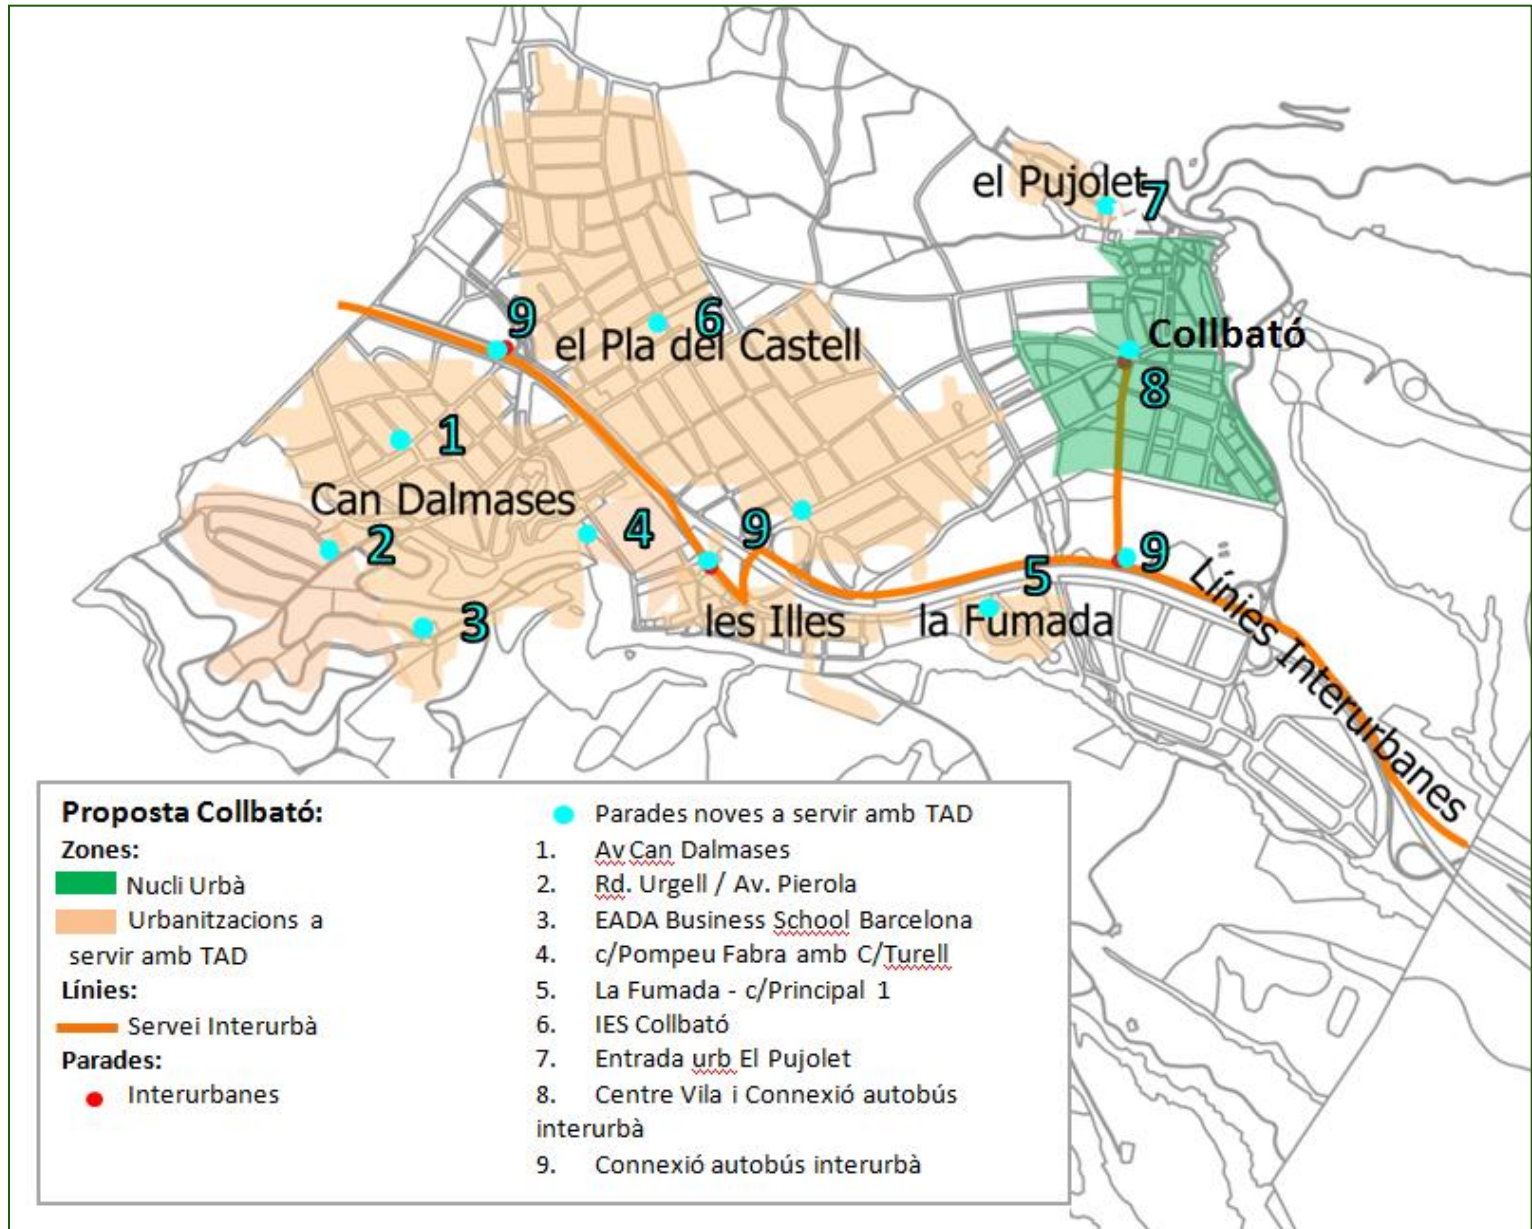 el Pujolet
7
9
6
el Pla del Castell
Collbató
8
1
Can Dalmases
2
4
9
9
5
3
les Illes
la Fumada
Línies Interurbanes
Proposta Collbató:
Zones:
Nucli Urbà
Urbanitzacions a
servir amb TAD
Línies:
Servei Interurbà
Parades:
Interurbanes
Parades noves a servir amb TAD
1. Av Can Dalmases
2. Rd. Urgell / Av. Pierola
3. EADA Business School Barcelona
4. c/Pompeu Fabra amb C/Turell
5. La Fumada - c/Principal 1
6. IES Collbató
7. Entrada urb El Pujolet
8. Centre Vila i Connexió autobús
interurbà
9. Connexió autobús interurbà